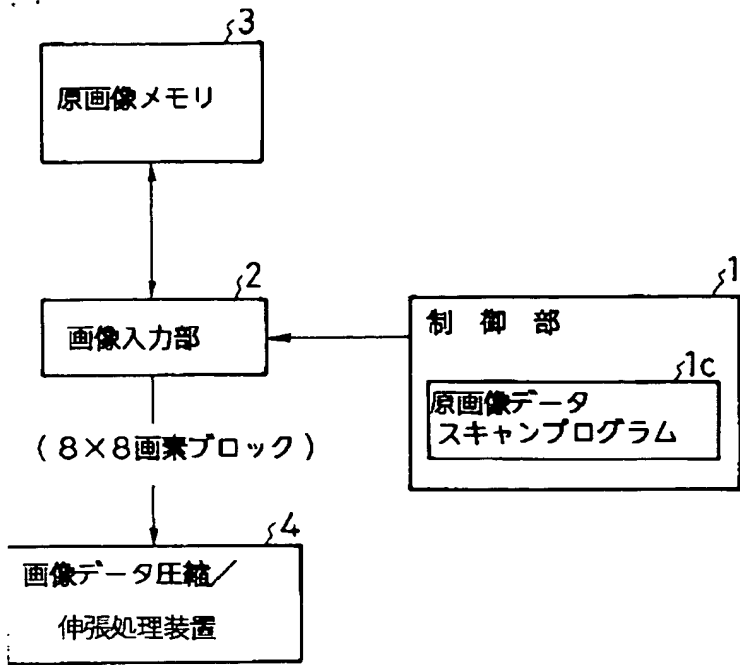 3
原画像メモリ
2
画像入力部
1
制御部
1c
原画像データ
スキャンプログラム
(8×8画素ブロック)
4
画像データ圧縮/
伸張処理装置